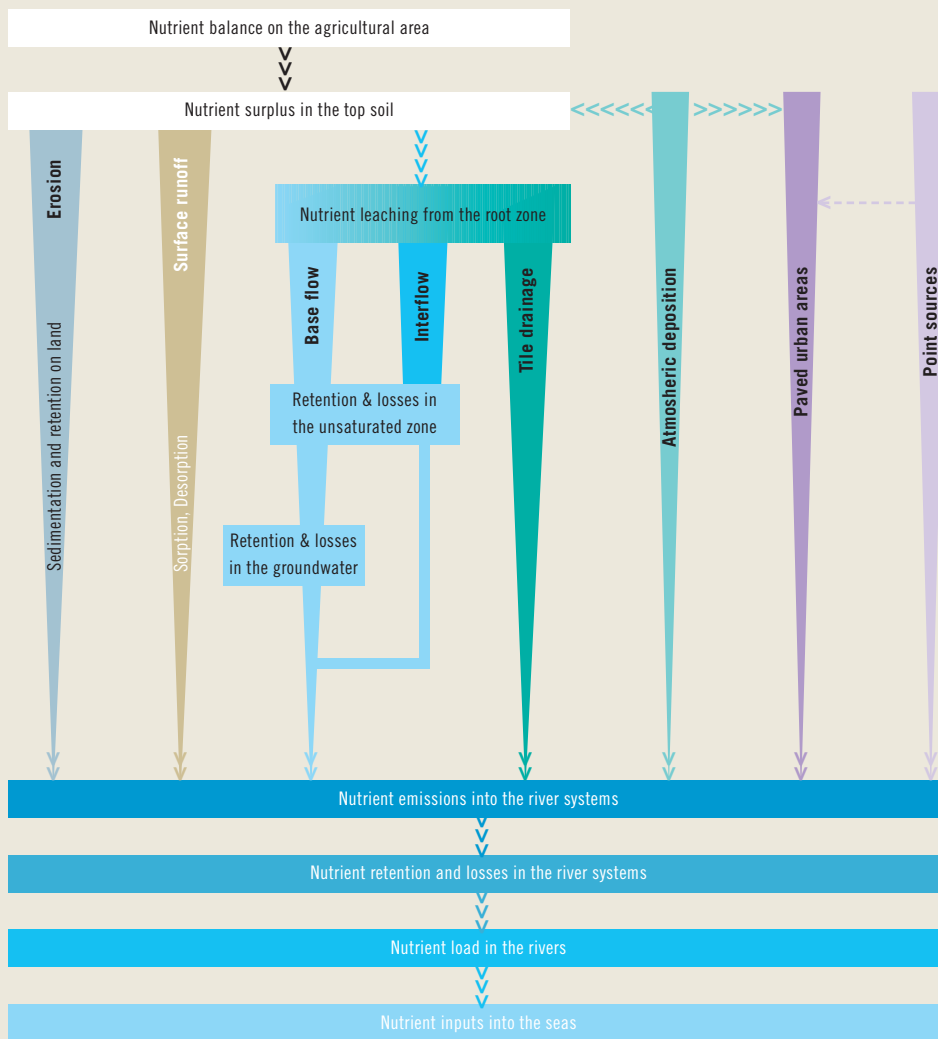 Nutrient balance on the agricultural area
Nutrient surplus in the top soil
Erosion
Sedimentation and retention on land
Surface runoff
Sorption, Desorption
Nutrient leaching from the root zone
Base flow
Interflow
Tile drainage
Retention & losses in
the unsaturated zone
Retention & losses
in the groundwater
Atmosheric deposition
Paved urban areas
Point sources
Nutrient emissions into the river systems
Nutrient retention and losses in the river systems
Nutrient load in the rivers
Nutrient inputs into the seas